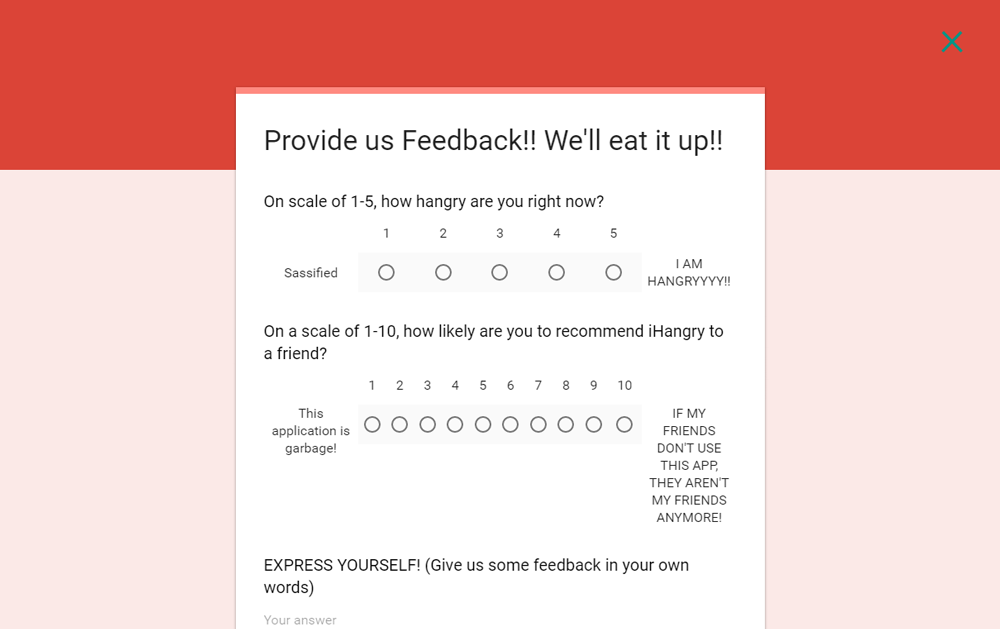 Provide us Feedback!! We'll eat it up!!
On scale of 1-5, how hangry are you right now?
1 2 3 4 5
Sassified
I AM
HANGRYYYY!!
On a scale of 1-10, how likely are you to recommend iHangry to
a friend?
1 2 3 4 5 6 7 8 9 10
This
application is
garbage!
IF MY
FRIENDS
DON'T USE
THIS APP,
THEY AREN'T
MY FRIENDS
ANYMORE!
EXPRESS YOURSELF! (Give us some feedback in your own
words)
Your answer